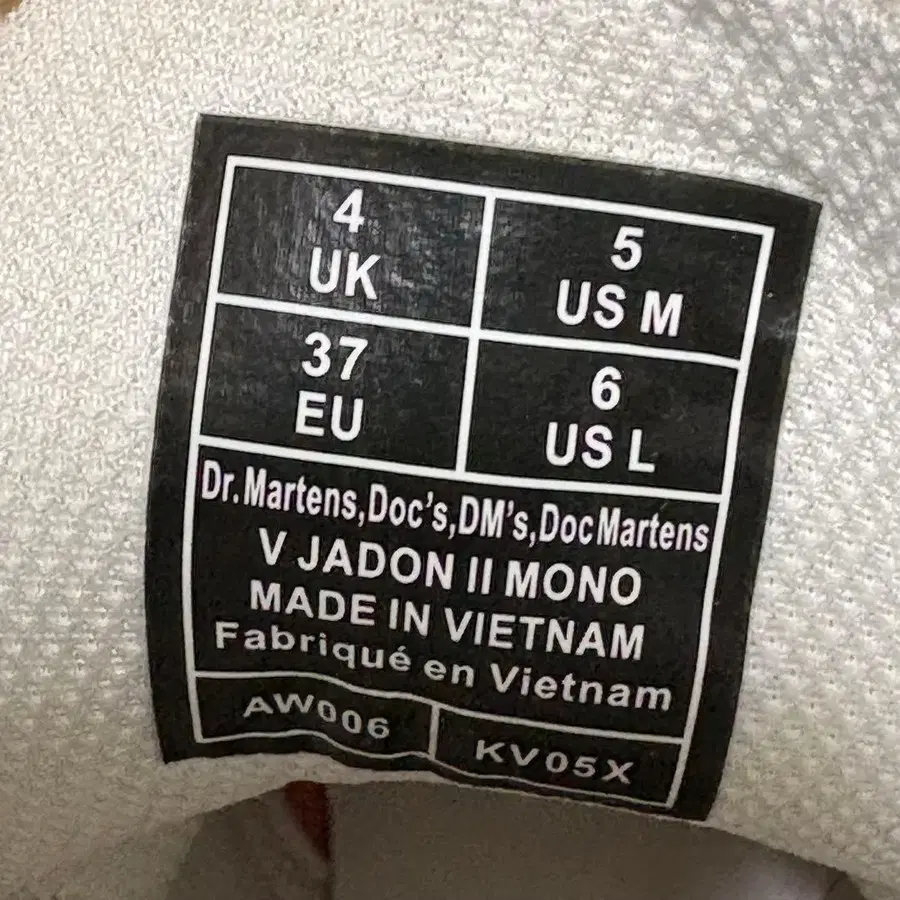 4
UK
5
US M
37
EU
6
US L
Dr.Martens,Doc's,DM's,DocMartens
V JADON II MONO
MADE IN VIETNAM
Fabriqué en Vietnam
AW006
KV05X